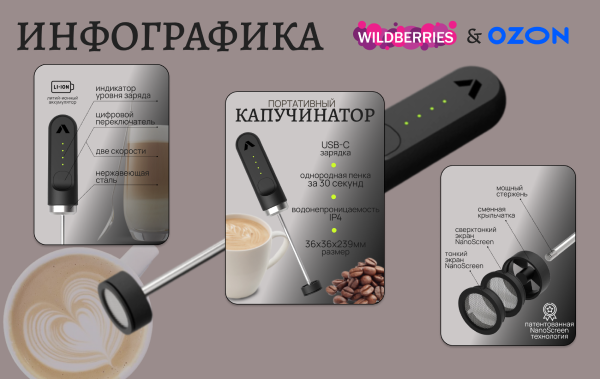 ИНФОГРАФИКА
WILDBERRIES & OZON
LI-ION
литий-ионный
аккумулятор
индикатор
уровня заряда
цифровой
переключатель
две скорости
нержавеющая
сталь
ПОРТАТИВНЫЙ
КАПУЧИНАТОР
USB-C
зарядка
однородная пенка
за 30 секунд
водонепроницаемость
IP4
36x36x239мм
размер
мощный
стержень
сменная
крыльчатка
сверхтонкий
экран
NanoScreen
тонкий
экран
NanoScreen
патентованная
NanoScreen
технология